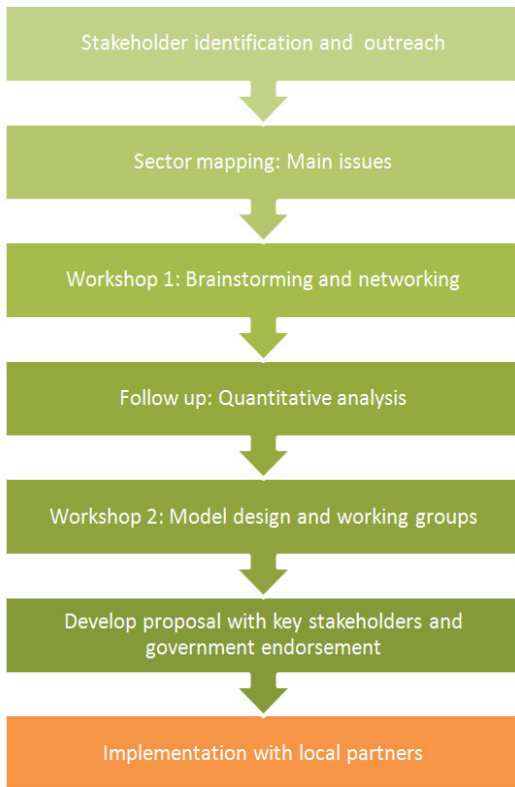 Stakeholder identification and outreach
Sector mapping: Main issues
Workshop 1: Brainstorming and networking
Follow up: Quantitative analysis
Workshop 2: Model design and working groups
Develop proposal with key stakeholders and
government endorsement
Implementation with local partners